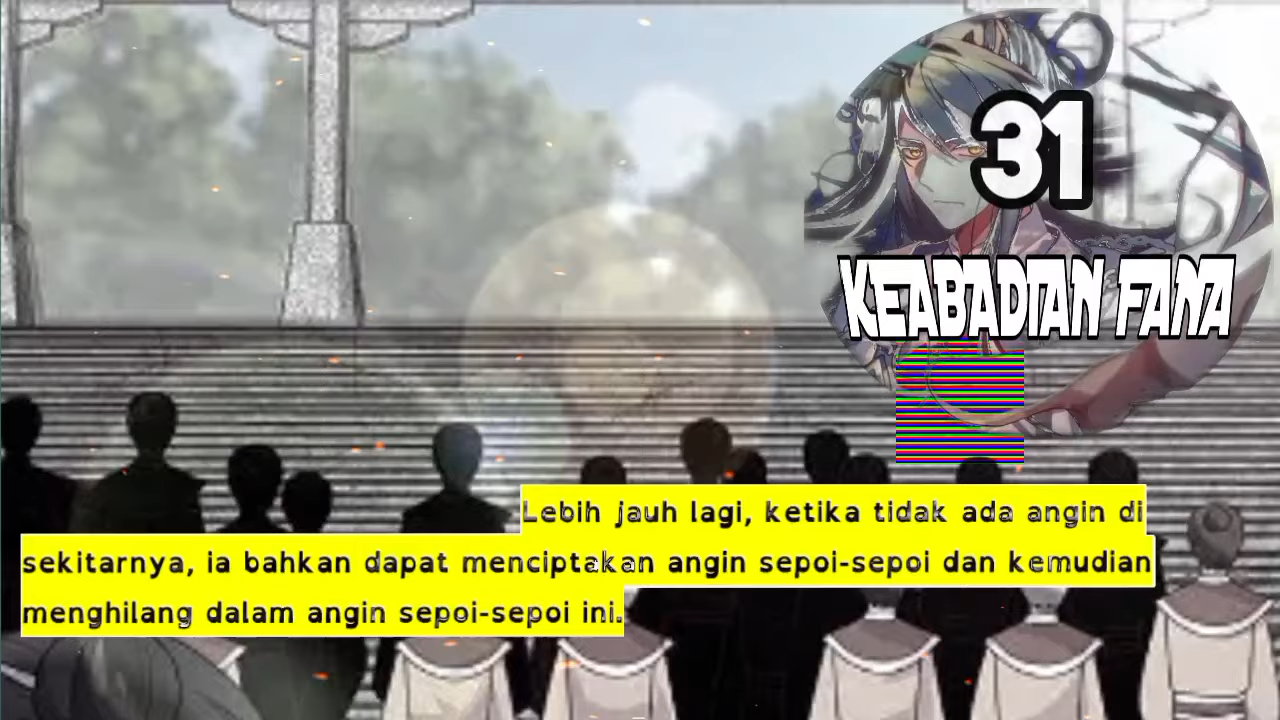 31
KEABADIAN FANA
Lebih jauh lagi, ketika tidak ada angin di
sekitarnya, ia bahkan dapat menciptakan angin sepoi-sepoi dan kemudian
menghilang dalam angin sepoi-sepoi ini.